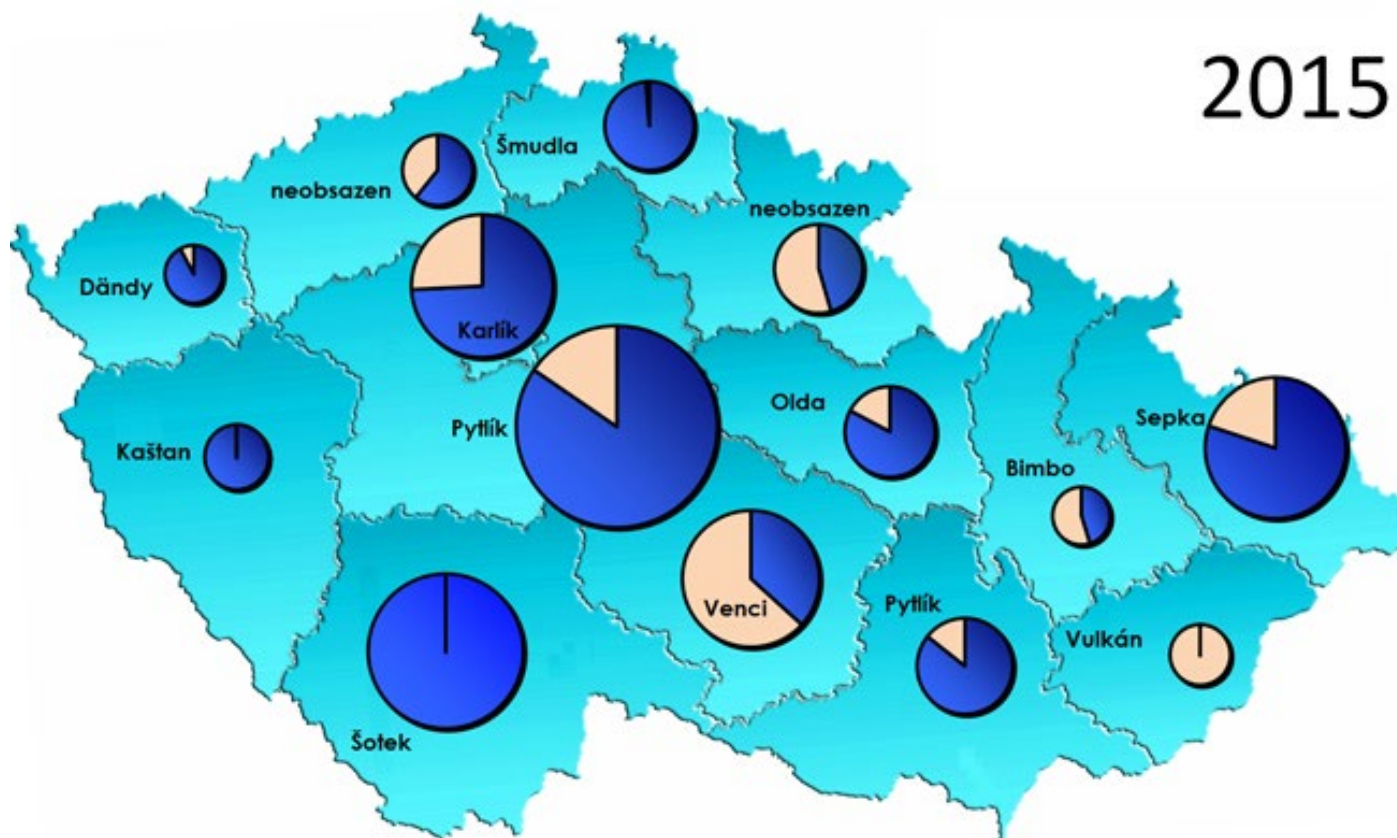 2015
Šmudla
neobsazen
neobsazen
Dändy
Karlík
Olda
Sepka
Pytlík
Kaštan
Bimbo
Venci
Pytlík
Vulkán
Šotek